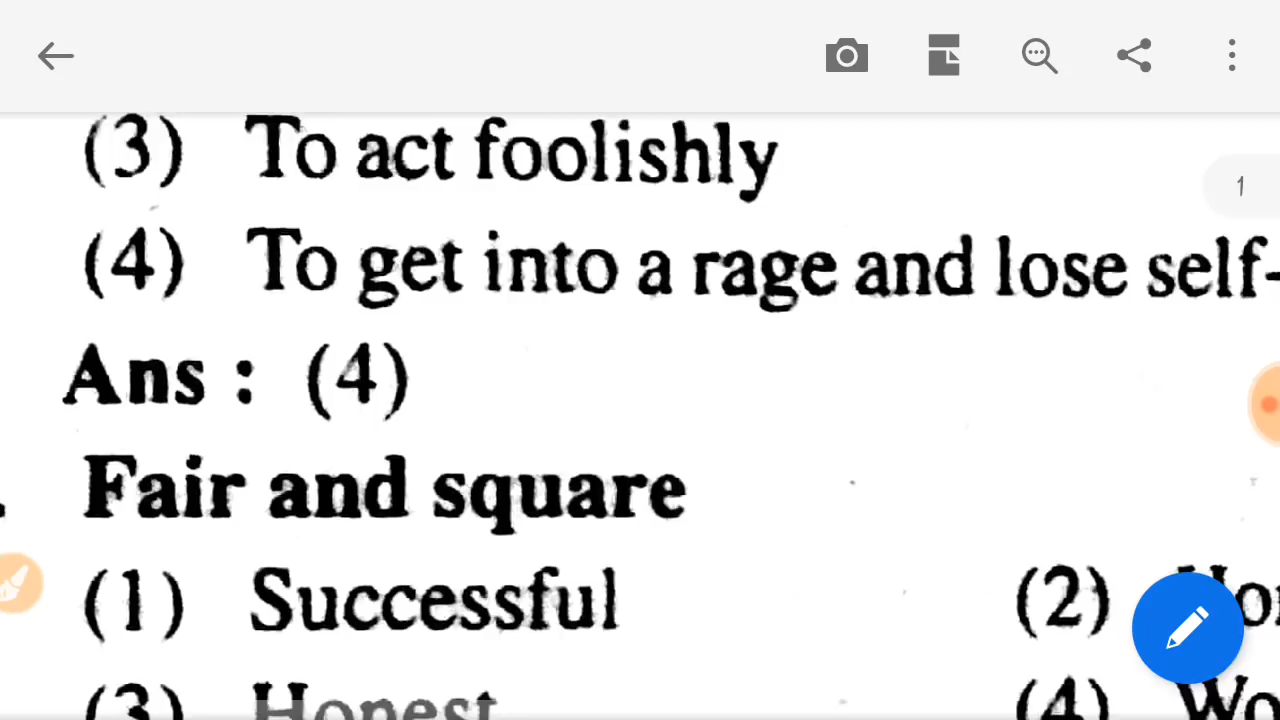 1
(3) To act foolishly
(4) To get into a rage and lose self-
Ans : (4)
Fair and square
(1) Successful (2)
(3) Honest (4)